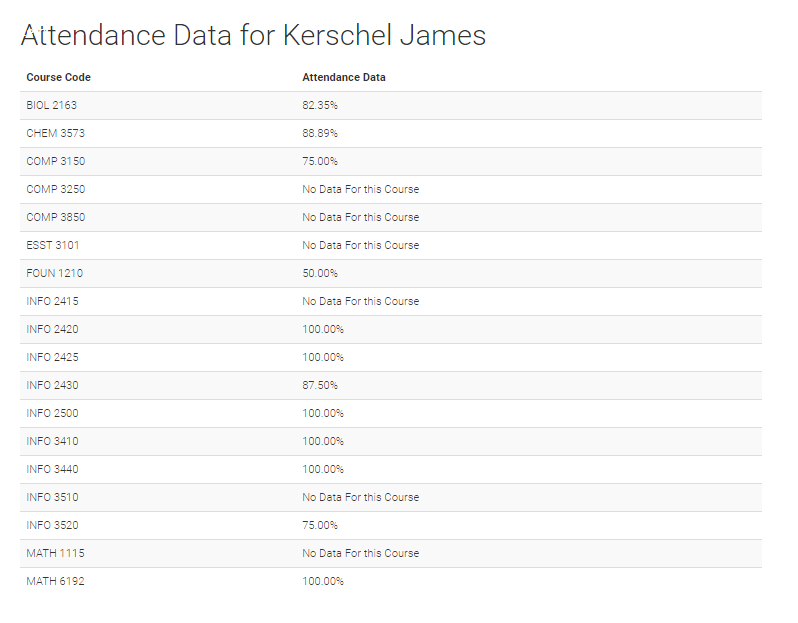 Attendance Data for Kerschel James
Course Code Attendance Data
BIOL 2163 82.35%
CHEM 3573 88.89%
COMP 3150 75.00%
COMP 3250 No Data For this Course
COMP 3850 No Data For this Course
ESST 3101 No Data For this Course
FOUN 1210 50.00%
INFO 2415 No Data For this Course
INFO 2420 100.00%
INFO 2425 100.00%
INFO 2430 87.50%
INFO 2500 100.00%
INFO 3410 100.00%
INFO 3440 100.00%
INFO 3510 No Data For this Course
INFO 3520 75.00%
MATH 1115 No Data For this Course
MATH 6192 100.00%